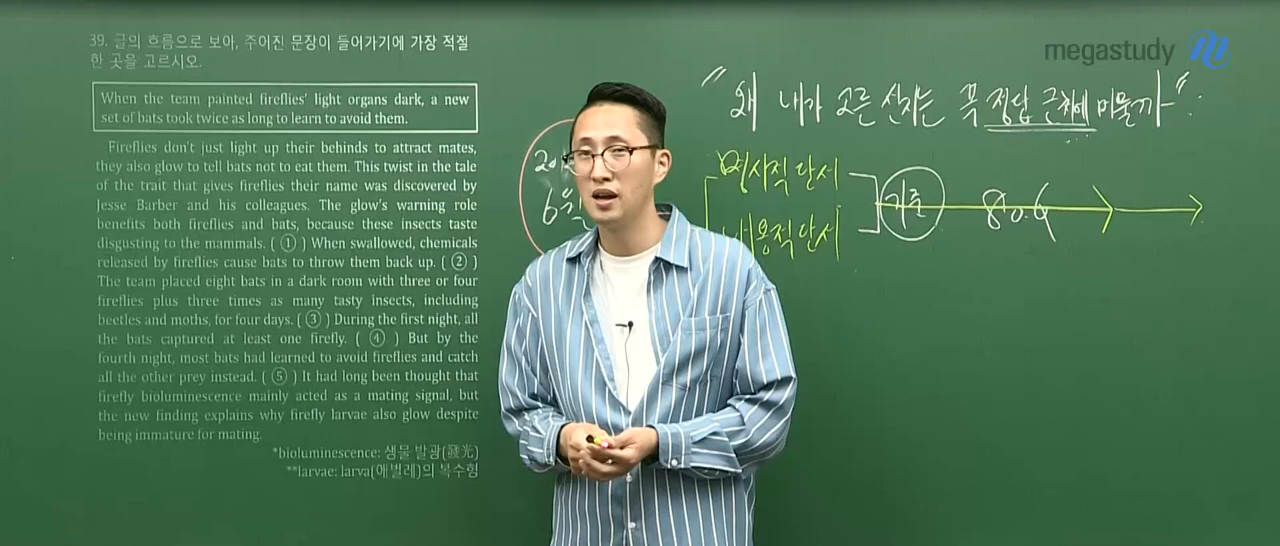 39. 글의 흐름으로 보아, 주어진 문장이 들어가기에 가장 적절
한 곳을 고르시오.
When the team painted fireflies' light organs dark, a new
set of bats took twice as long to learn to avoid them.
Fireflies don't just light up their behinds to attract mates,
they also glow to tell bats not to eat them. This twist in the tale
of the trait that gives fireflies their name was discovered by
Jesse Barber and his colleagues. The glow's warning role
benefits both fireflies and bats, because these insects taste
disgusting to the mammals. ( ① ) When swallowed, chemicals
released by fireflies cause bats to throw them back up. ( ② )
The team placed eight bats in a dark room with three or four
fireflies plus three times as many tasty insects, including
beetles and moths, for four days. ( ③ ) During the first night, all
the bats captured at least one firefly. ( ④ ) But by the
fourth night, most bats had learned to avoid fireflies and catch
all the other prey instead. ( ⑤ ) It had long been thought that
firefly bioluminescence mainly acted as a mating signal, but
the new finding explains why firefly larvae also glow despite
being immature for mating.
*bioluminescence: 생물 발광(發光)
**larvae: larva(애벌레)의 복수형
megastudy
"왜 내가 고른 선지는 꼭 정답 근처에 머물까":
6월
명시적 단서
내용적 단서
기출